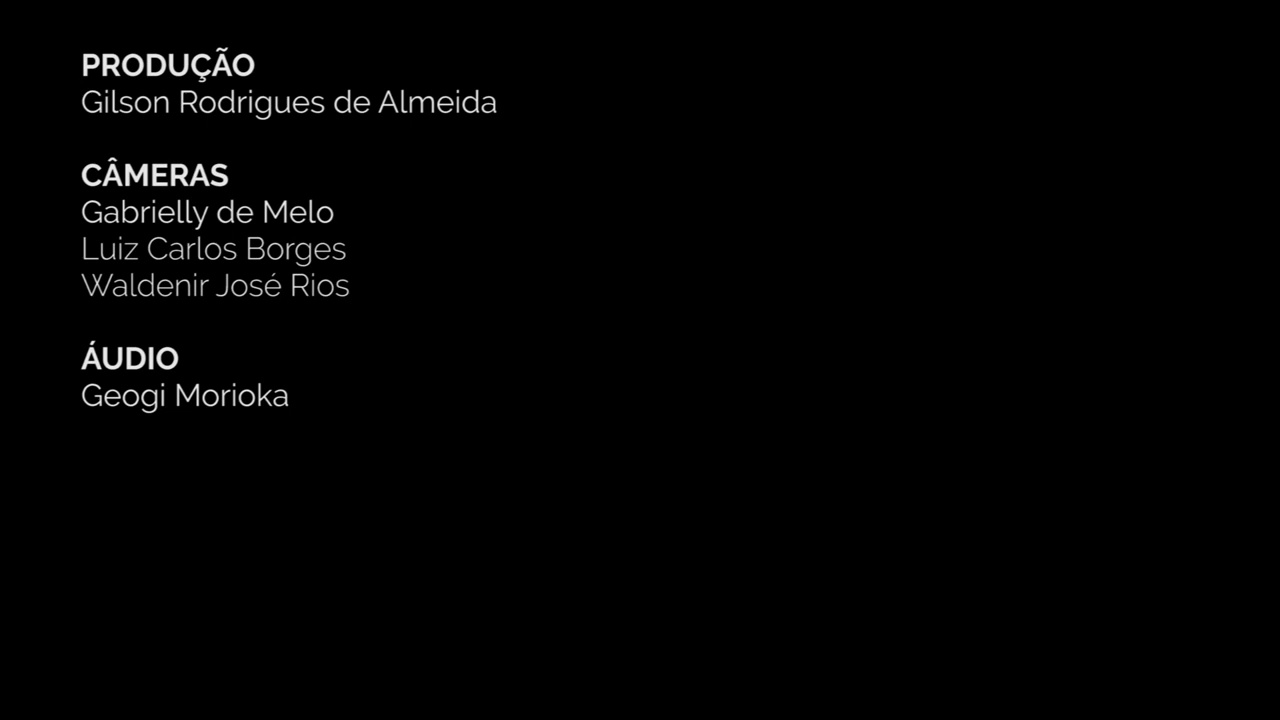 PRODUÇÃO
Gilson Rodrigues de Almeida
CÂMERAS
Gabrielly de Melo
Luiz Carlos Borges
Waldenir José Rios
ÁUDIO
Geogi Morioka